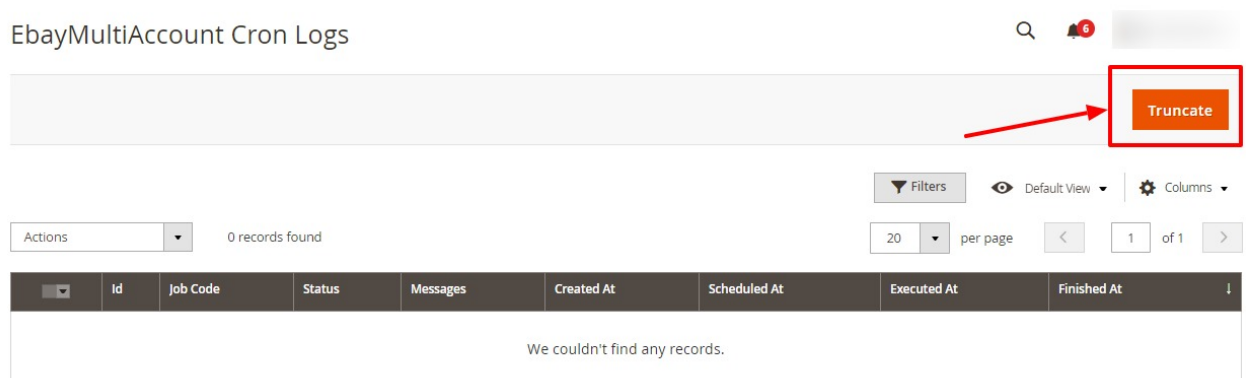 EbayMultiAccount Cron Logs
6
Truncate
Filters
Default View
Columns
Actions
0 records found
20
per page
1
of 1
Id
Job Code
Status
Messages
Created At
Scheduled At
Executed At
Finished At
We couldn't find any records.